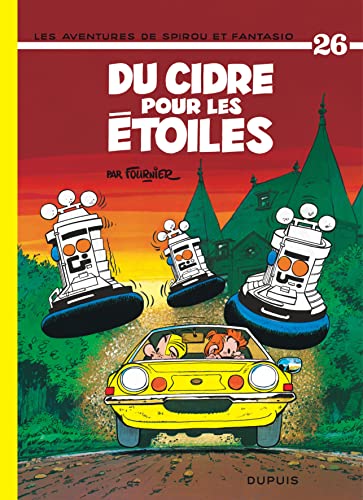 LES AVENTURES DE SPIROU ET FANTASIO
26
DU CIDRE
POUR LES
ÉTOILES
PAR FOURNIER
DUPUIS